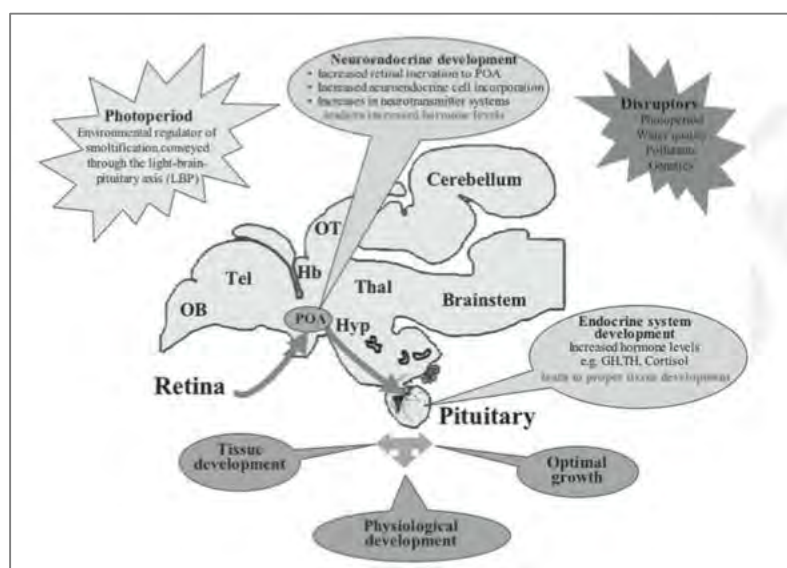 Neuroendocrine development
• Increased retinal inervation to POA
• Increased neuroendocrine cell incorporation
• Increases in neurotransmitter systems
leads to increased hormone levels
Photoperiod
Environmental regulator of
smoltification conveyed
through the light-brain-
pituitary axis (LBP)
Disruptors
Photoperiod
Water quality
Pollutants
Genetics
Cerebellum
OT
Tel
Hb
Thal
OB
Brainstem
POA
Hyp
Retina
Endocrine system
development
Increased hormone levels
e.g. GH,TH, Cortisol
leads to proper tissue development
Pituitary
Tissue
development
Optimal
growth
Physiological
development